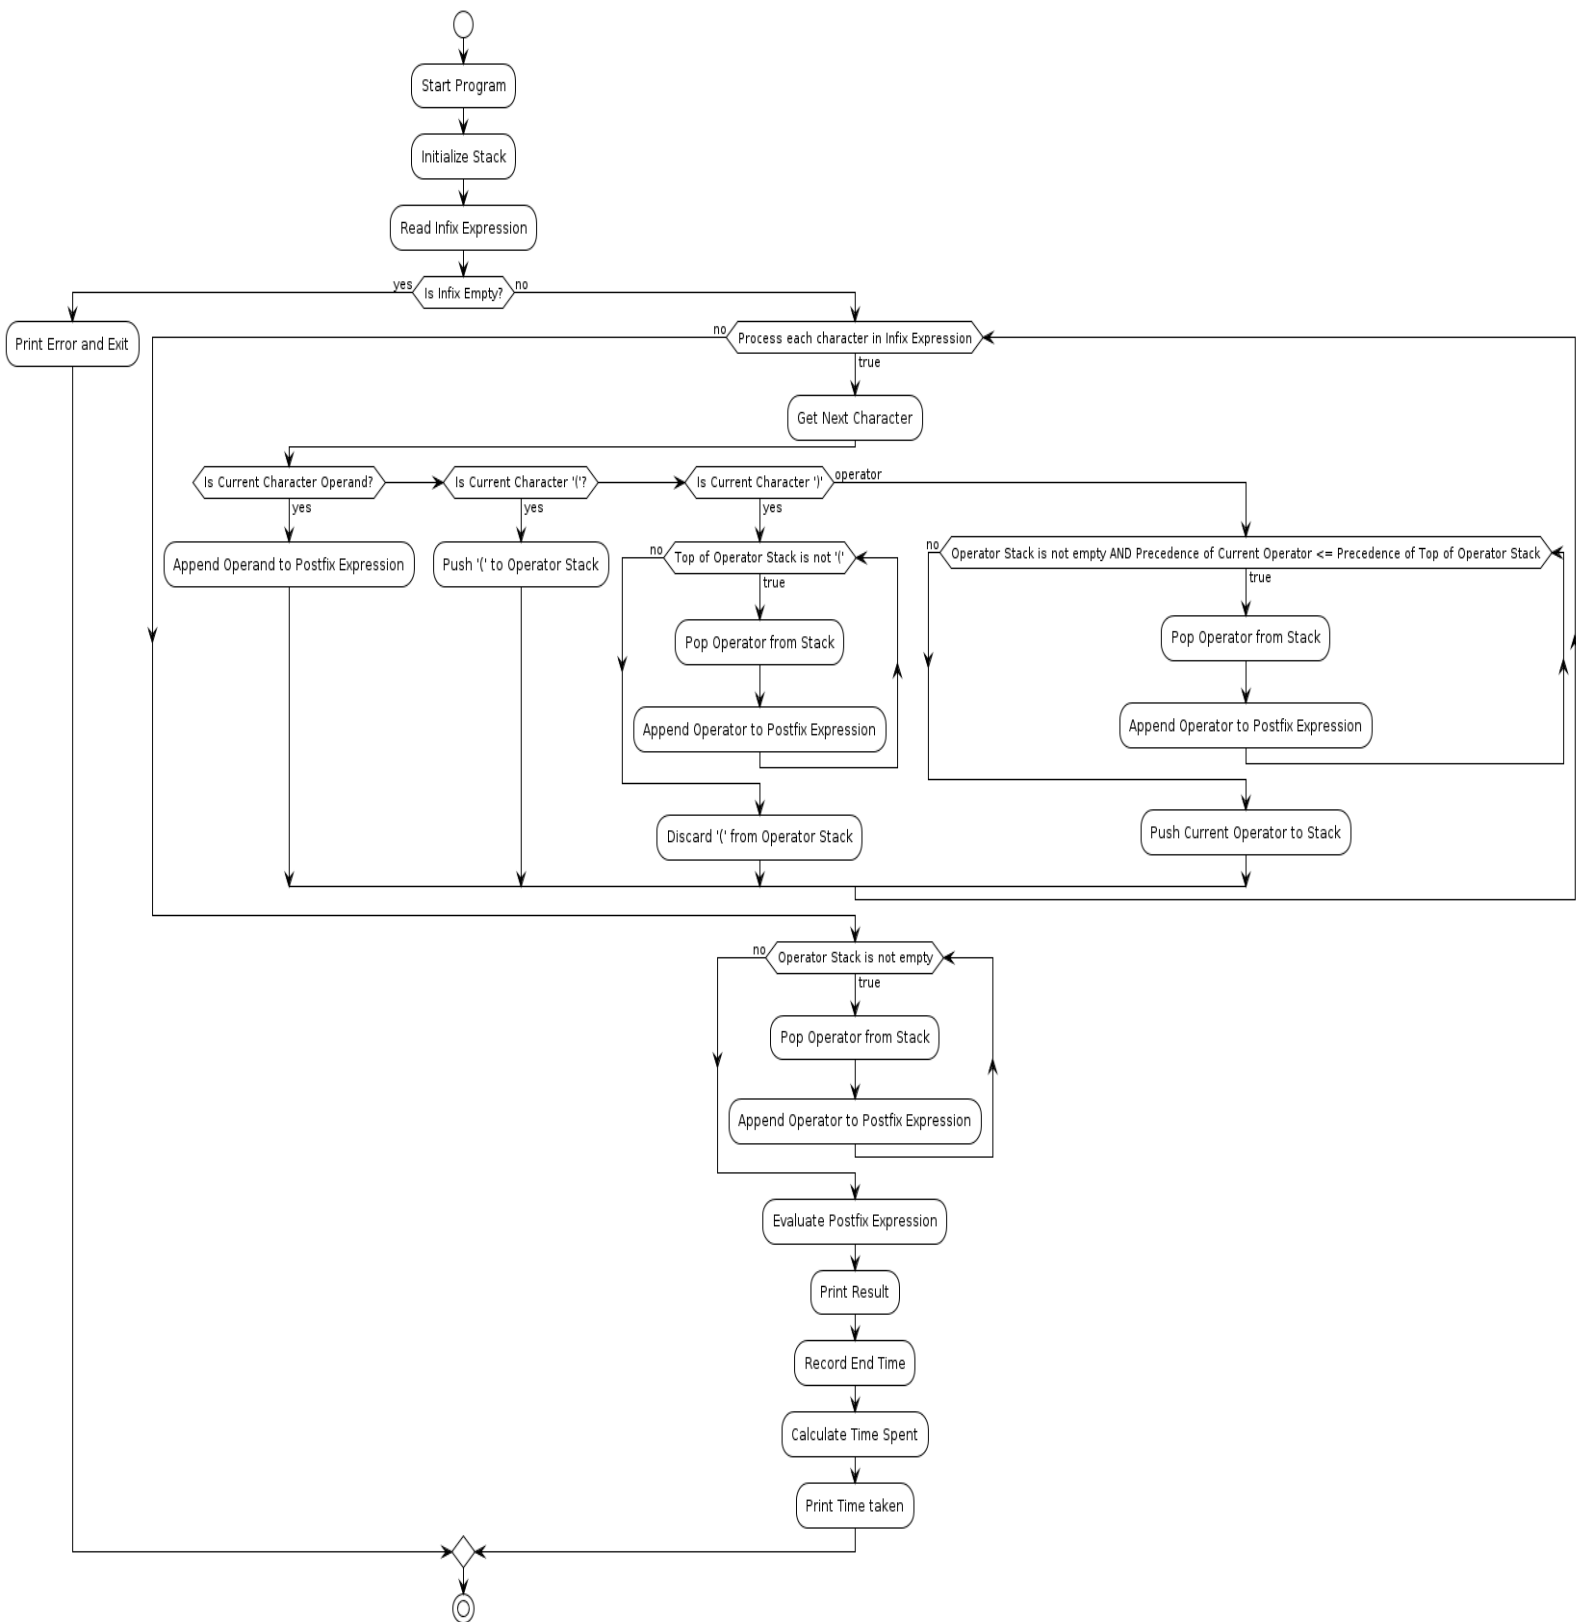 Start Program
Initialize Stack
Read Infix Expression
yes
Is Infix Empty?
no
Print Error and Exit
no
Process each character in Infix Expression
true
Get Next Character
Is Current Character Operand?
yes
Is Current Character '('?
yes
Is Current Character ')'
operator
yes
Append Operand to Postfix Expression
Push '(' to Operator Stack
no
Top of Operator Stack is not '('
true
Pop Operator from Stack
Append Operator to Postfix Expression
Discard '(' from Operator Stack
no
Operator Stack is not empty AND Precedence of Current Operator <= Precedence of Top of Operator Stack
true
Pop Operator from Stack
Append Operator to Postfix Expression
Push Current Operator to Stack
no
Operator Stack is not empty
true
Pop Operator from Stack
Append Operator to Postfix Expression
Evaluate Postfix Expression
Print Result
Record End Time
Calculate Time Spent
Print Time taken